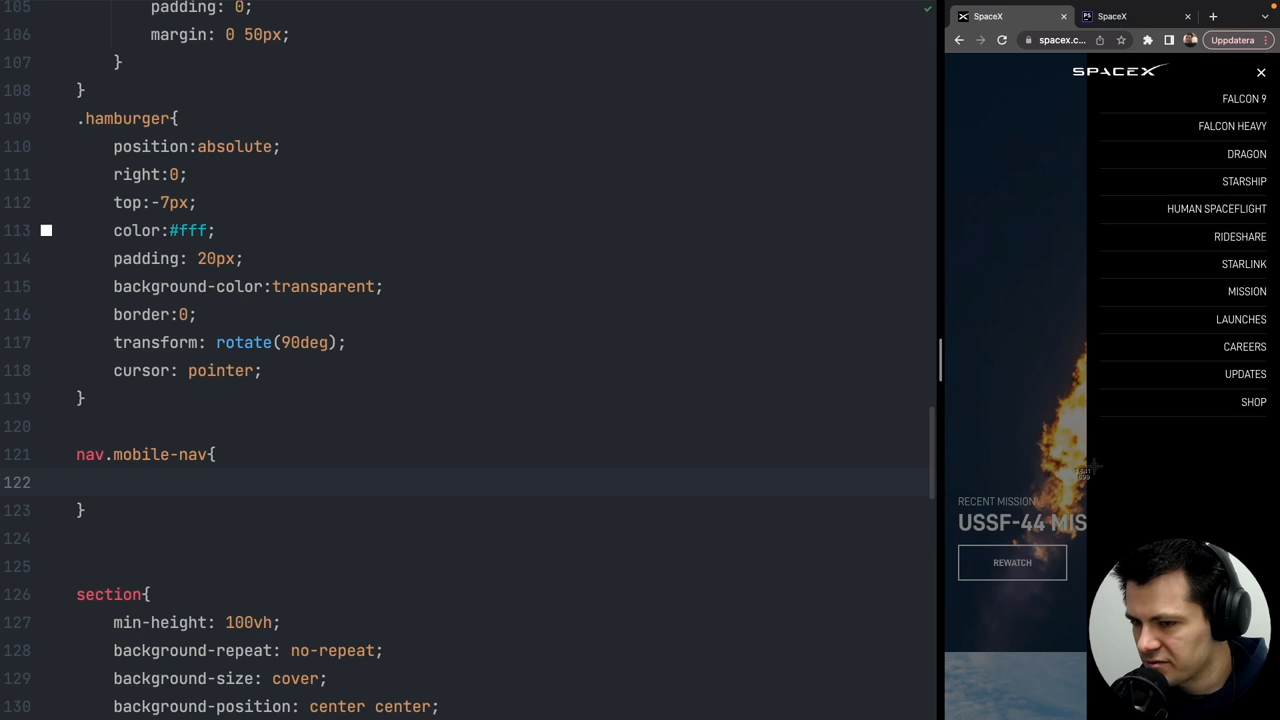 105
padding: 0;
106
margin: 0 50px;
107
}
108
}
109
.hamburger{
110
position:absolute;
111
right:0;
112
top:-7px;
113
color:#fff;
114
padding: 20px;
115
background-color:transparent;
116
border:0;
117
transform: rotate(90deg);
118
cursor: pointer;
119
}
120
121
nav.mobile-nav{
122
123
}
124
125
126
section{
127
min-height: 100vh;
128
background-repeat: no-repeat;
129
background-size: cover;
130
background-position: center center;
SpaceX
PS SpaceX
spacex.c...
Uppdatera
SPACEX
FALCON 9
FALCON HEAVY
DRAGON
STARSHIP
HUMAN SPACEFLIGHT
RIDESHARE
STARLINK
MISSION
LAUNCHES
CAREERS
UPDATES
SHOP
RECENT MISSION
USSF-44 MIS
REWATCH